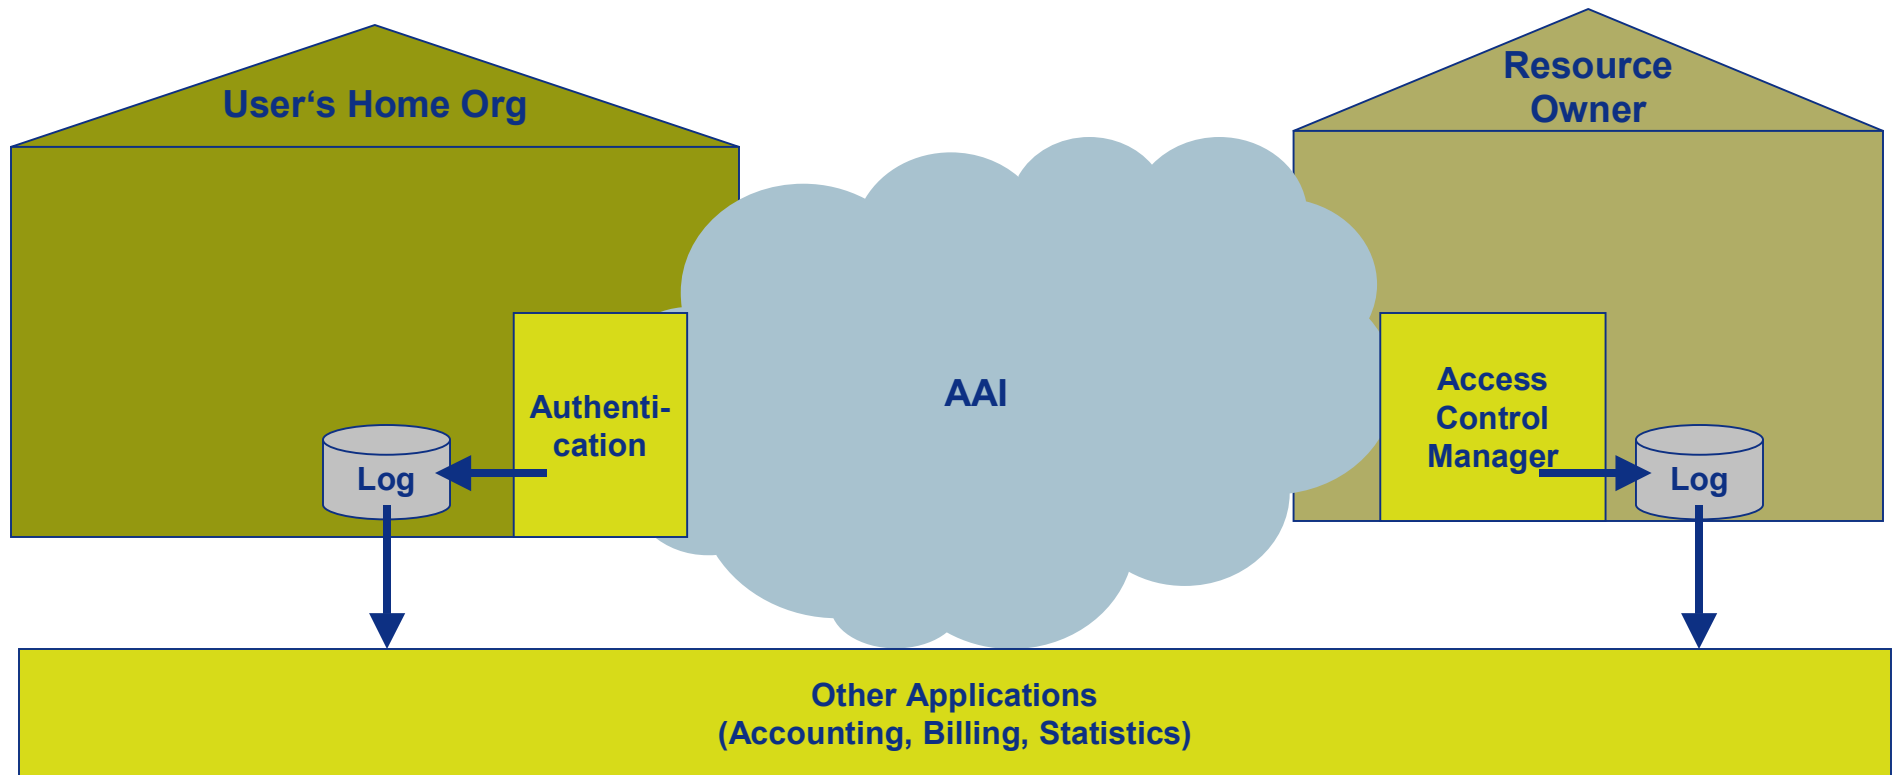 User‘s Home Org
Resource
Owner
AAI
Authenti-
cation
Log
Access
Control
Manager
Log
Other Applications
(Accounting, Billing, Statistics)